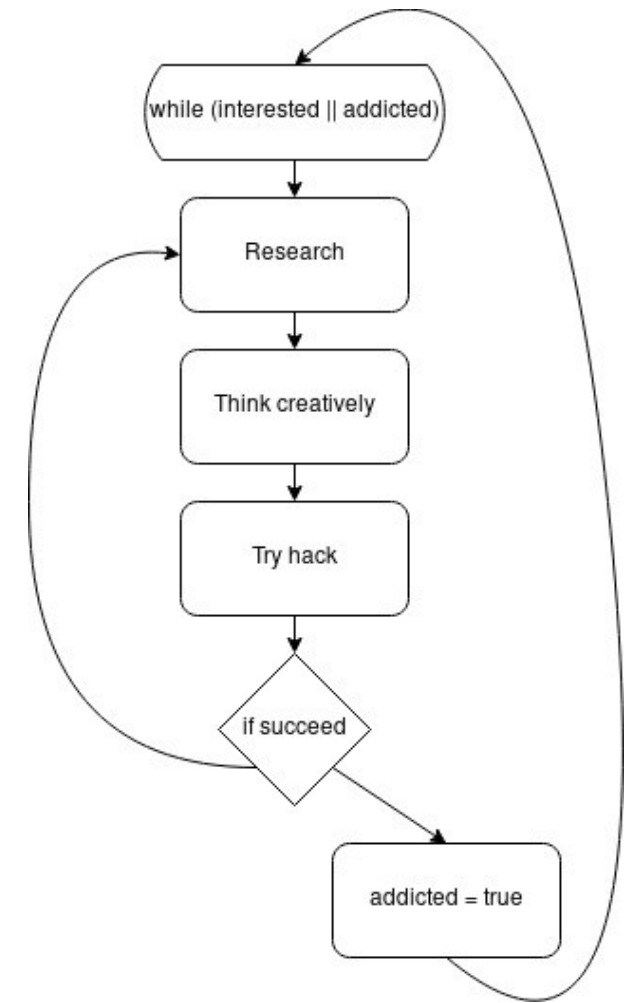 while (interested || addicted)
Research
Think creatively
Try hack
if succeed
addicted = true